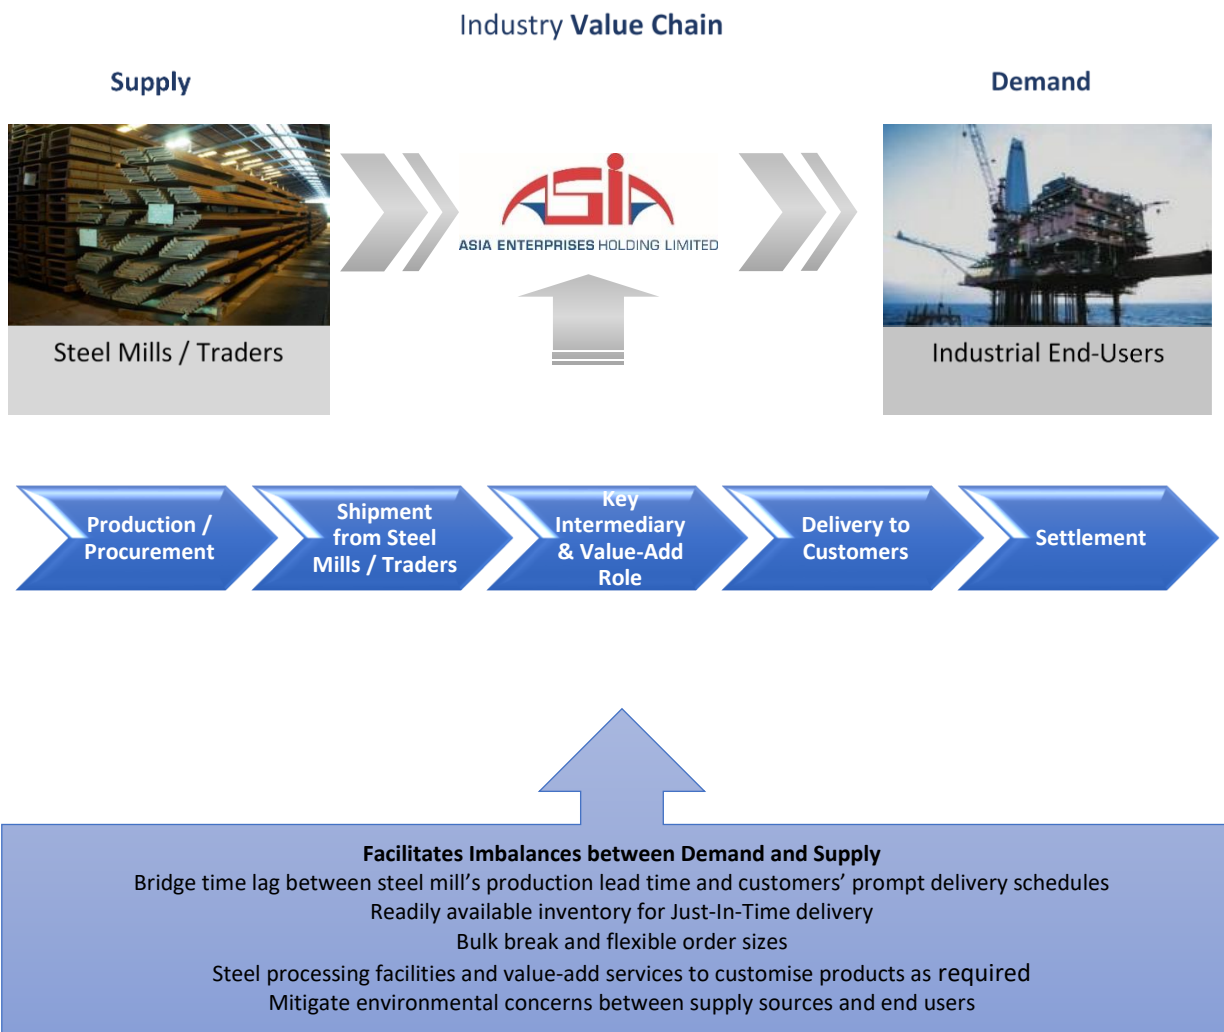 Industry Value Chain
Supply
Demand
ASIA
ASIA ENTERPRISES HOLDING LIMITED
Steel Mills / Traders
Industrial End-Users
Production /
Procurement
Shipment
from Steel
Mills / Traders
Key
Intermediary
& Value-Add
Role
Delivery to
Customers
Settlement
Facilitates Imbalances between Demand and Supply
Bridge time lag between steel mill’s production lead time and customers’ prompt delivery schedules
Readily available inventory for Just-In-Time delivery
Bulk break and flexible order sizes
Steel processing facilities and value-add services to customise products as required
Mitigate environmental concerns between supply sources and end users